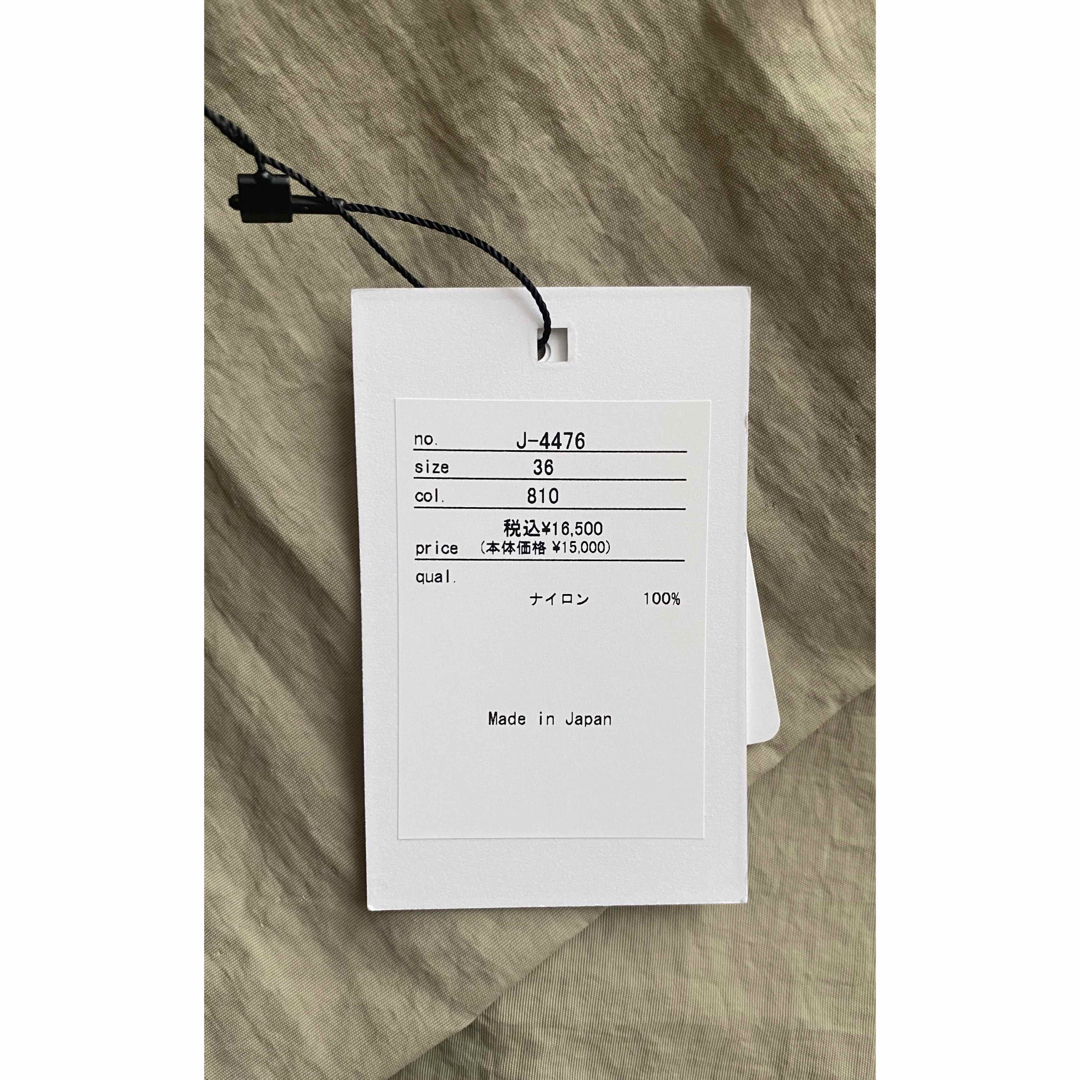 no. J-4476
size 36
col. 810
税込¥16,500
price (本体価格 ¥15,000)
qual.
ナイロン 100%
Made in Japan